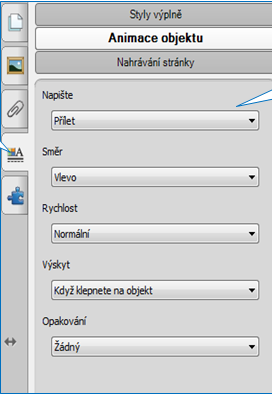 Styly výplně
Animace objektu
Nahrávání stránky
Napište
Přílet
Směr
Vlevo
Rychlost
Normální
Výskyt
Když klepnete na objekt
Opakování
Žádný